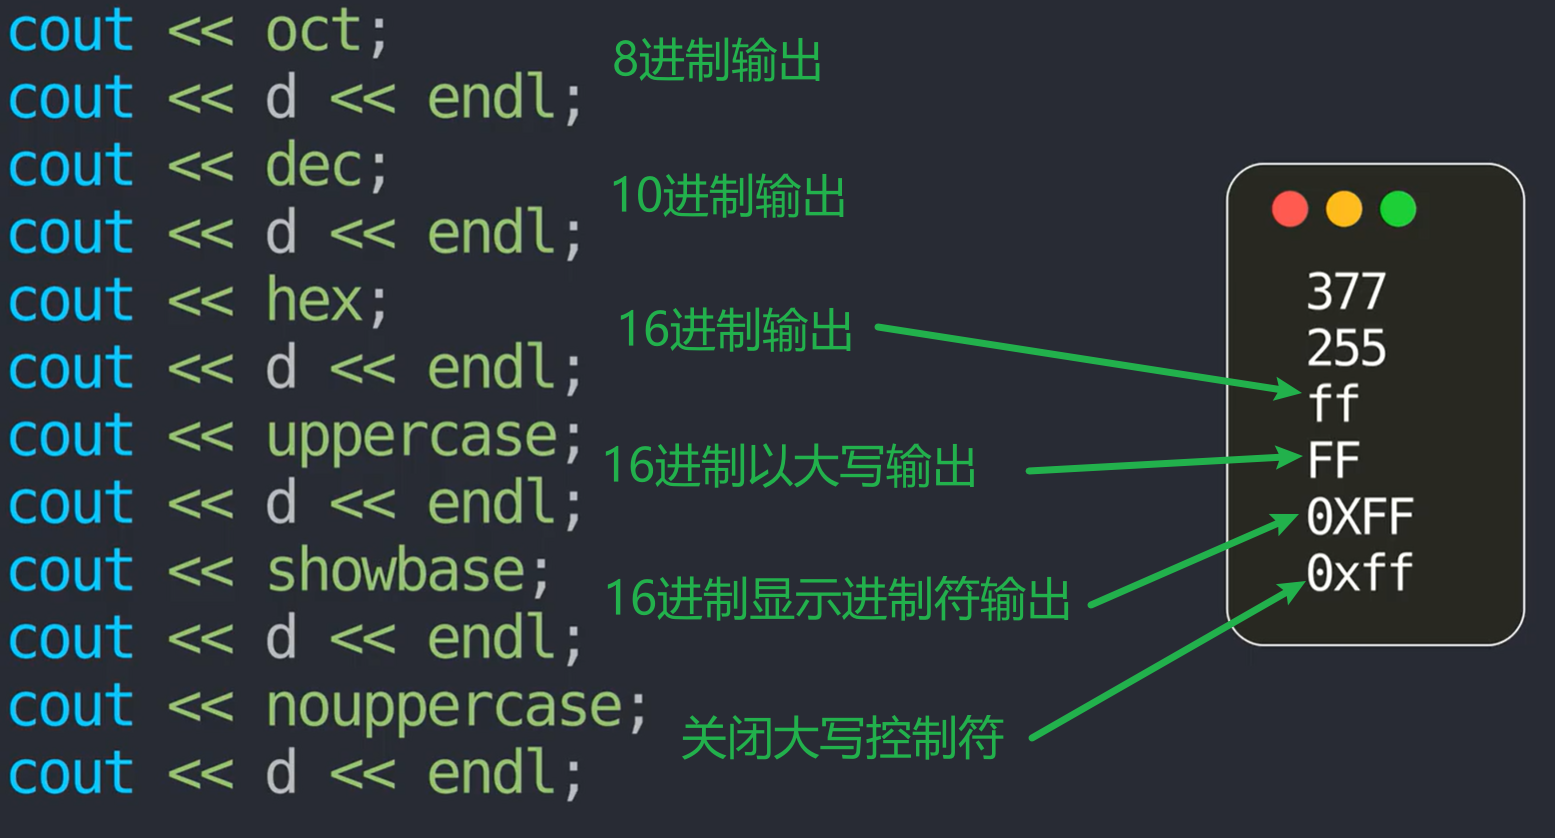 cout << oct;
8进制输出
cout << d << endl;
cout << dec;
10进制输出
cout << d << endl;
cout << hex;
16进制输出
cout << d << endl;
cout << uppercase;
16进制以大写输出
cout << d << endl;
cout << showbase;
16进制显示进制符输出
cout << d << endl;
cout << nouppercase;
关闭大写控制符
cout << d << endl;
377
255
ff
FF
0XFF
0xff